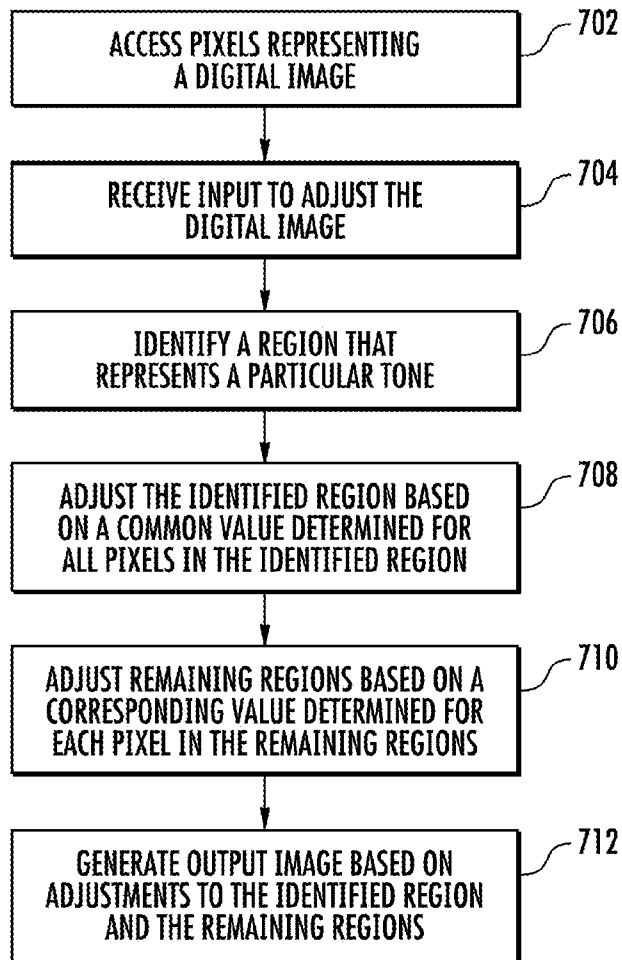 702
ACCESS PIXELS REPRESENTING
A DIGITAL IMAGE
704
RECEIVE INPUT TO ADJUST THE
DIGITAL IMAGE
706
IDENTIFY A REGION THAT
REPRESENTS A PARTICULAR TONE
708
ADJUST THE IDENTIFIED REGION BASED
ON A COMMON VALUE DETERMINED FOR
ALL PIXELS IN THE IDENTIFIED REGION
710
ADJUST REMAINING REGIONS BASED ON A
CORRESPONDING VALUE DETERMINED FOR
EACH PIXEL IN THE REMAINING REGIONS
712
GENERATE OUTPUT IMAGE BASED ON
ADJUSTMENTS TO THE IDENTIFIED REGION
AND THE REMAINING REGIONS